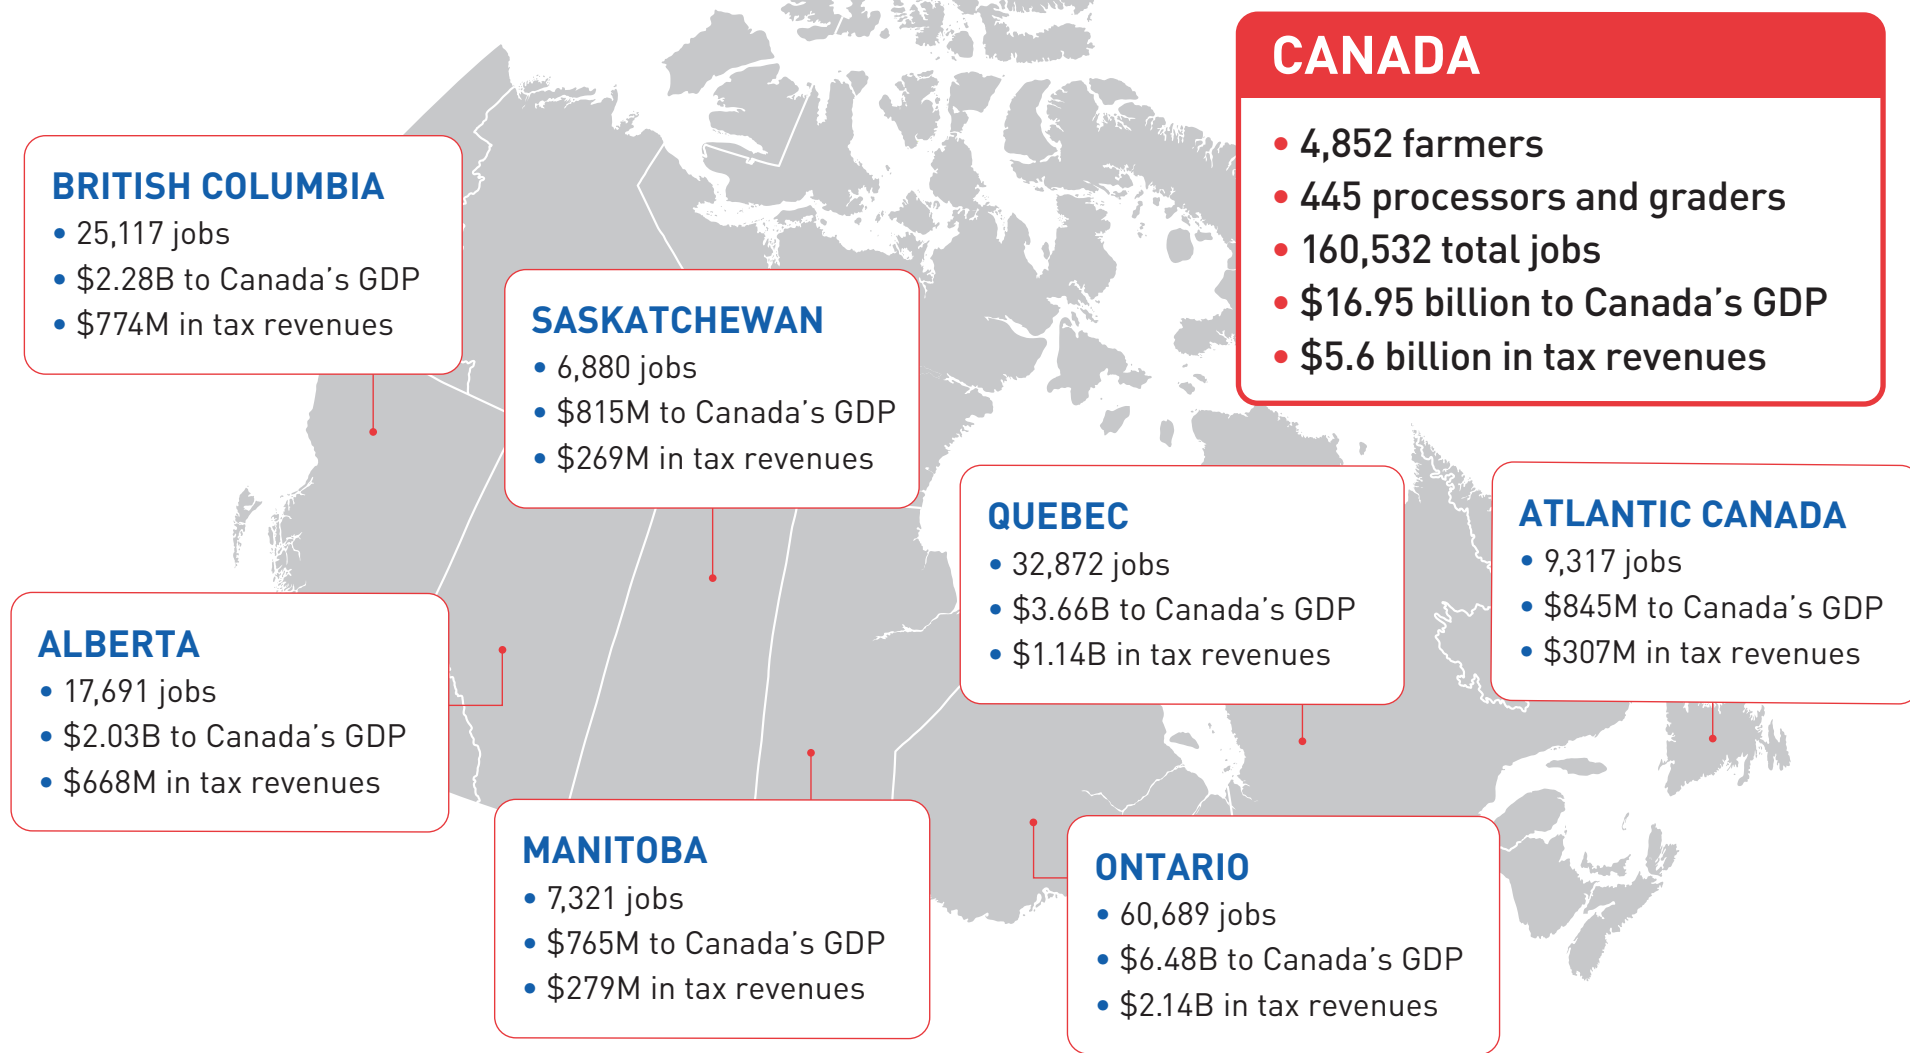 CANADA
• 4,852 farmers
• 445 processors and graders
• 160,532 total jobs
• $16.95 billion to Canada's GDP
• $5.6 billion in tax revenues
BRITISH COLUMBIA
• 25,117 jobs
• $2.28B to Canada's GDP
• $774M in tax revenues
SASKATCHEWAN
• 6,880 jobs
• $815M to Canada's GDP
• $269M in tax revenues
QUEBEC
• 32,872 jobs
• $3.66B to Canada's GDP
• $1.14B in tax revenues
ATLANTIC CANADA
• 9,317 jobs
• $845M to Canada's GDP
• $307M in tax revenues
ALBERTA
• 17,691 jobs
• $2.03B to Canada's GDP
• $668M in tax revenues
MANITOBA
• 7,321 jobs
• $765M to Canada's GDP
• $279M in tax revenues
ONTARIO
• 60,689 jobs
• $6.48B to Canada's GDP
• $2.14B in tax revenues